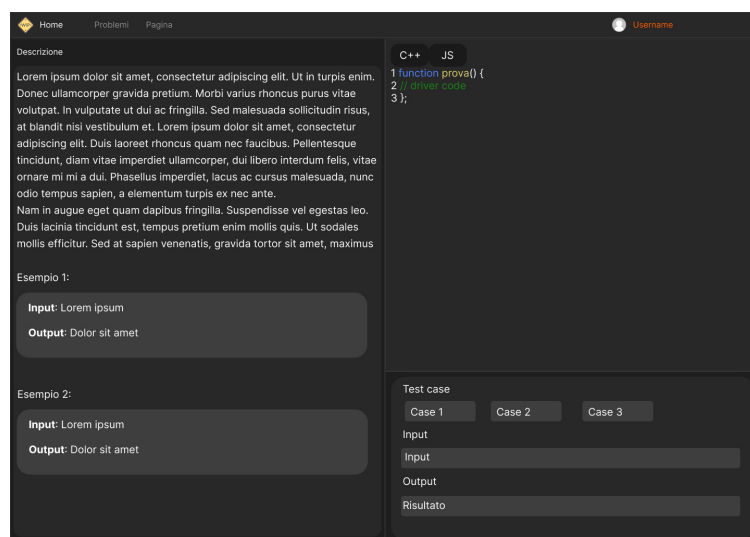 WIP
Home Problemi Pagina Username
Descrizione
Lorem ipsum dolor sit amet, consectetur adipiscing elit. Ut in turpis enim.
Donec ullamcorper gravida pretium. Morbi varius rhoncus purus vitae
volutpat. In vulputate ut dui ac fringilla. Sed malesuada sollicitudin risus,
at blandit nisi vestibulum et. Lorem ipsum dolor sit amet, consectetur
adipiscing elit. Duis laoreet rhoncus quam nec faucibus. Pellentesque
tincidunt, diam vitae imperdiet ullamcorper, dui libero interdum felis, vitae
ornare mi mi a dui. Phasellus imperdiet, lacus ac cursus malesuada, nunc
odio tempus sapien, a elementum turpis ex nec ante.
Nam in augue eget quam dapibus fringilla. Suspendisse vel egestas leo.
Duis lacinia tincidunt est, tempus pretium enim mollis quis. Ut sodales
mollis efficitur. Sed at sapien venenatis, gravida tortor sit amet, maximus
Esempio 1:
Input: Lorem ipsum
Output: Dolor sit amet
Esempio 2:
Input: Lorem ipsum
Output: Dolor sit amet
C++ JS
1 function prova() {
2 // driver code
3 };
Test case
Case 1 Case 2 Case 3
Input
Input
Output
Risultato